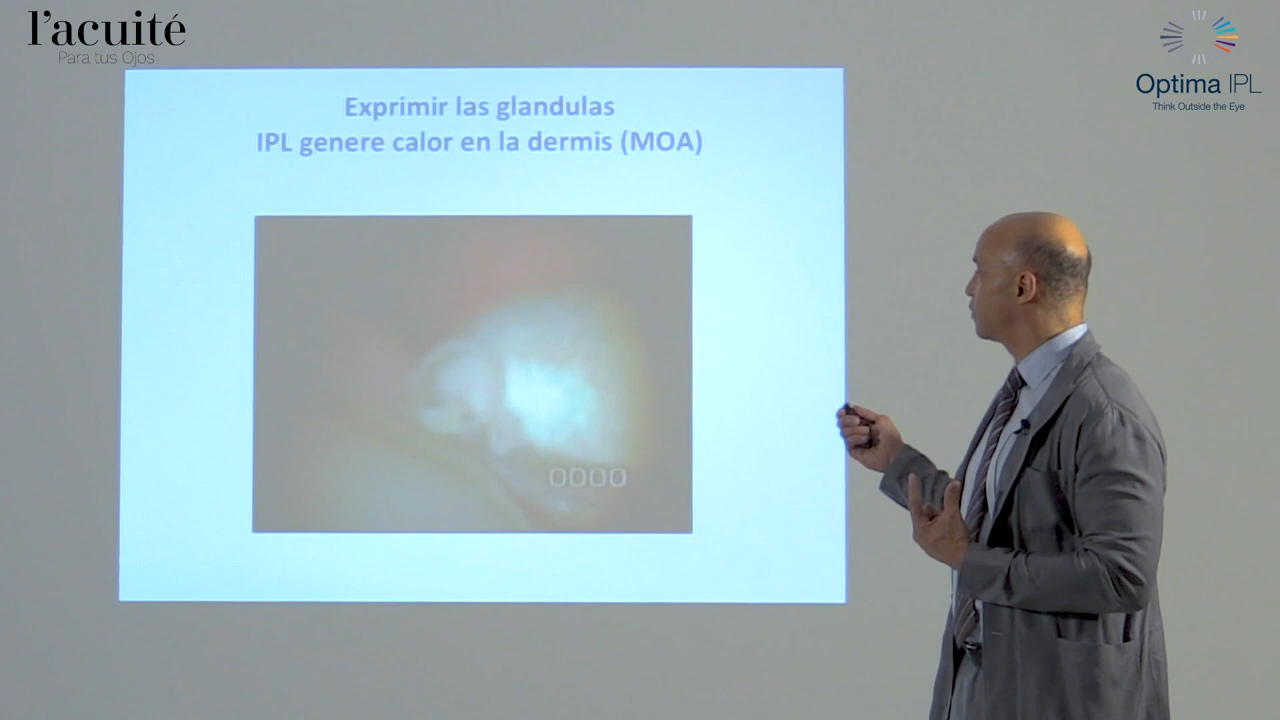 l'acuité
Para tus Ojos
Optima IPL
Think Outside the Eye
Exprimir las glandulas
IPL genere calor en la dermis (MOA)
0000